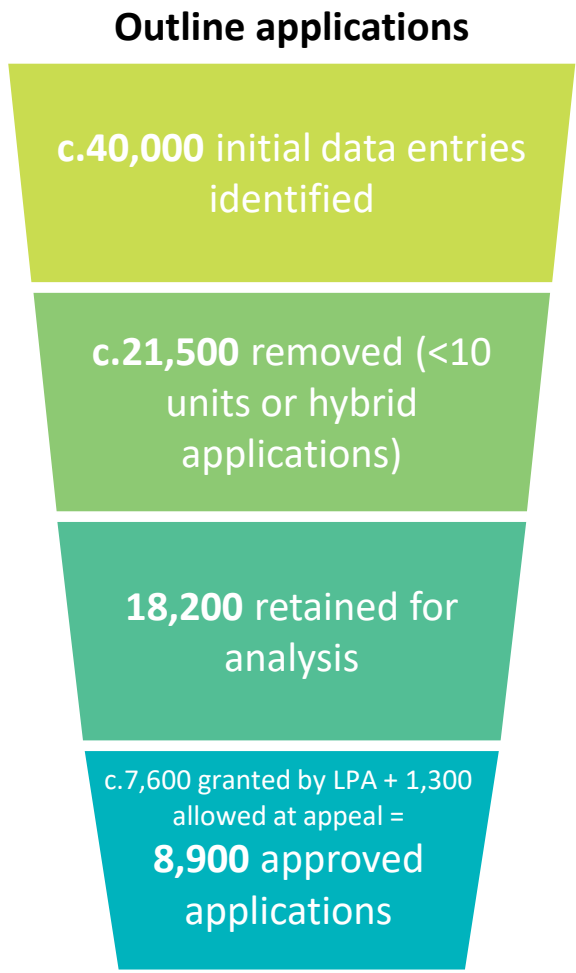 Outline applications
c.40,000 initial data entries
identified
c.21,500 removed (<10
units or hybrid
applications)
18,200 retained for
analysis
c.7,600 granted by LPA + 1,300
allowed at appeal =
8,900 approved
applications